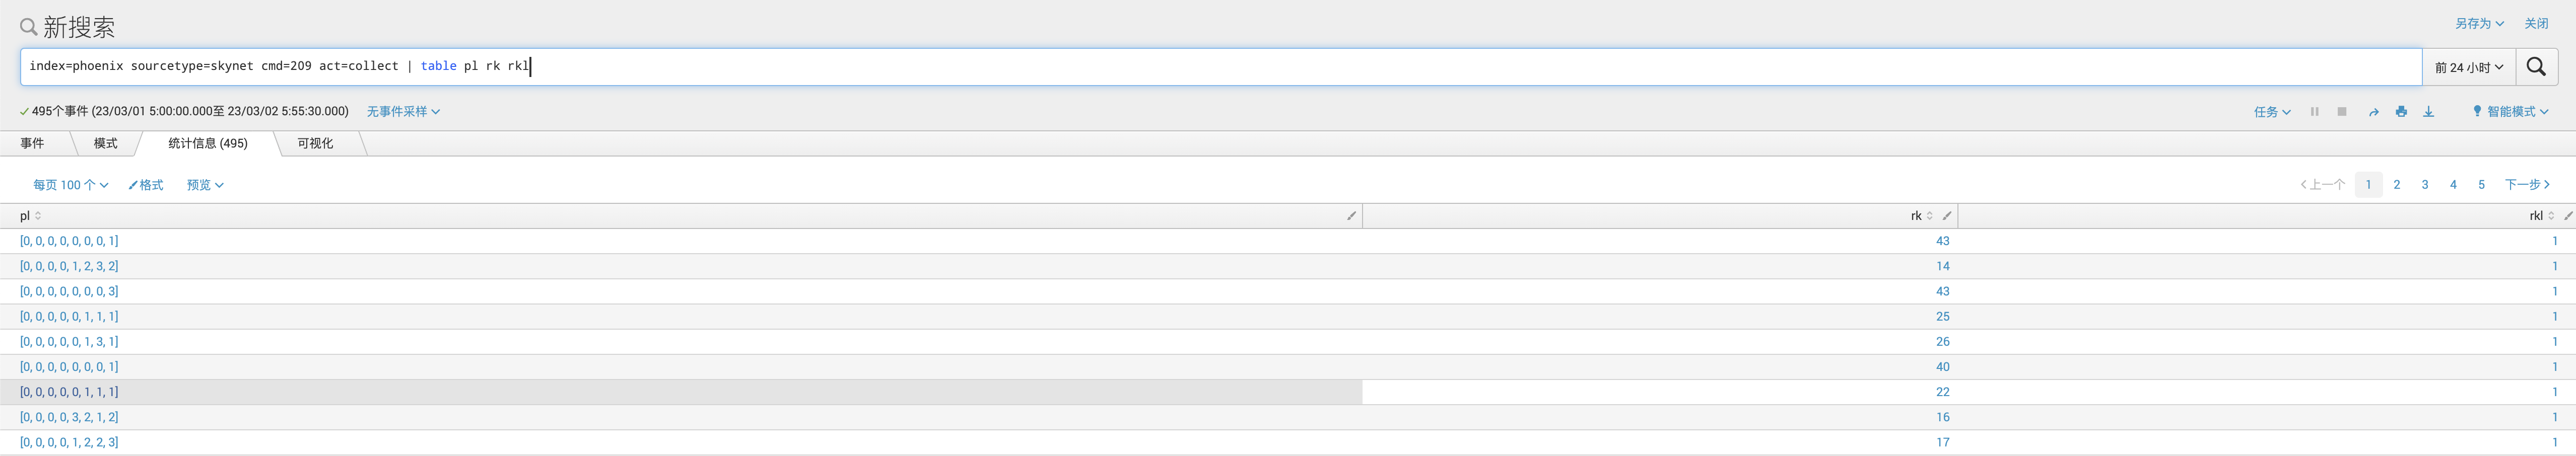 新搜索
另存为 关闭
index=phoenix sourcetype=skynet cmd=209 act=collect | table pl rk rkl
前 24 小时
495个事件 (23/03/01 5:00:00.000至 23/03/02 5:55:30.000) 无事件采样
任务 智能模式
事件 模式 统计信息 (495) 可视化
每页 100 个 格式 预览
上一个 1 2 3 4 5 下一步
pl rk rkl
[0, 0, 0, 0, 0, 0, 0, 1] 43 1
[0, 0, 0, 0, 1, 2, 3, 2] 14 1
[0, 0, 0, 0, 0, 0, 0, 3] 43 1
[0, 0, 0, 0, 0, 1, 1, 1] 25 1
[0, 0, 0, 0, 0, 1, 3, 1] 26 1
[0, 0, 0, 0, 0, 0, 0, 1] 40 1
[0, 0, 0, 0, 0, 1, 1, 1] 22 1
[0, 0, 0, 0, 3, 2, 1, 2] 16 1
[0, 0, 0, 0, 1, 2, 2, 3] 17 1